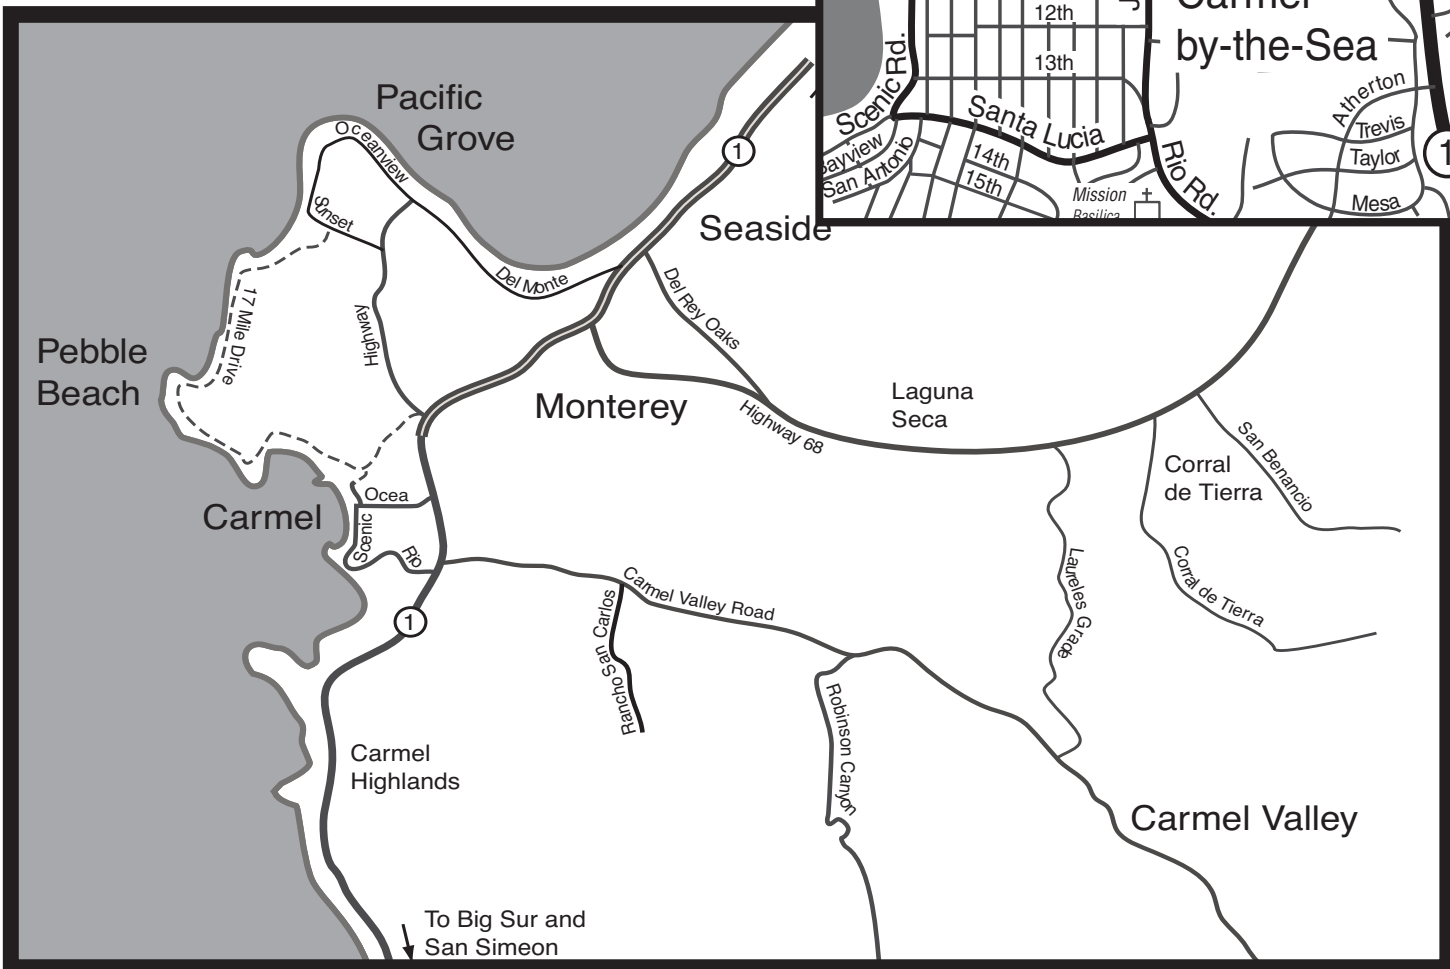 Carmel
by-the-Sea
12th
13th
Scenic Rd.
Santa Lucia
Atherton
Trevis
Taylor
Mesa
1
Bayview
San Antonio
14th
15th
Rio Rd.
Mission
Basilica
Pacific
Grove
Oceanview
1
Sunset
Seaside
Del Monte
Del Rey Oaks
17 Mile Drive
Highway
Pebble
Beach
Monterey
Highway 68
Laguna
Seca
San Benancio
Corral
de Tierra
Carmel
Ocea
Scenic
Rio
1
Carmel Valley Road
Rancho San Carlos
Laureles Grade
Corral de Tierra
Robinson Canyon
Carmel
Highlands
Carmel Valley
To Big Sur and
San Simeon